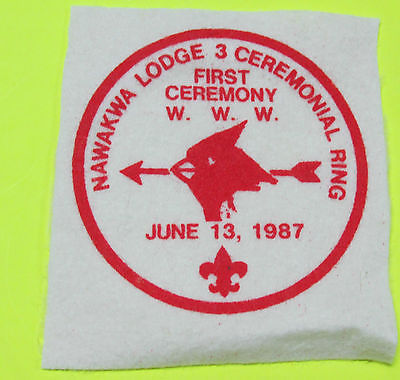 NAWAKWA LODGE 3 CEREMONIAL RING
FIRST
CEREMONY
W. W. W.
JUNE 13, 1987